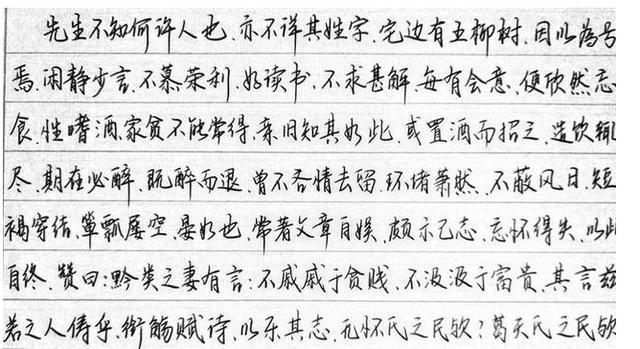 先生不知何许人也,亦不详其姓字,宅边有五柳树,因以为号
焉,闲静少言,不慕荣利,好读书,不求甚解,每有会意,便欣然忘
食,性嗜酒,家贫不能常得,亲旧知其如此,或置酒而招之,造饮辄
尽,期在必醉,既醉而退,曾不吝情去留,环堵萧然,不蔽风日,短
褐穿结,箪瓢屡空,晏如也,常著文章自娱,颇示己志,忘怀得失,以此
自终,赞曰:黔娄之妻有言:不戚戚于贫贱,不汲汲于富贵,其言兹
若之人俦乎,衔觞赋诗,以乐其志,无怀氏之民欤?葛天氏之民欤